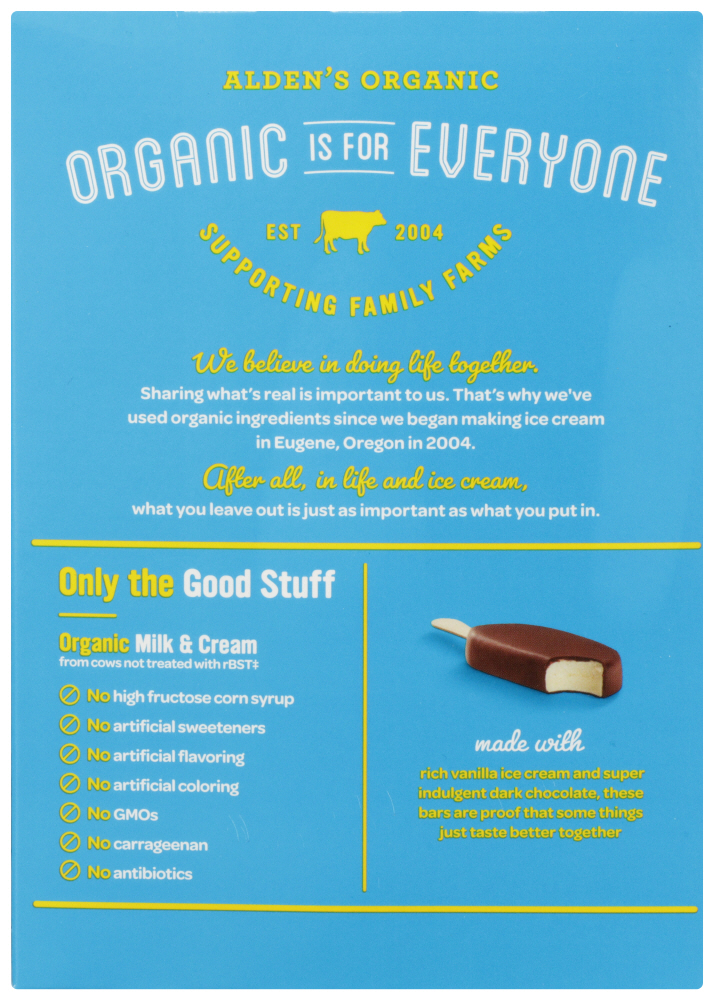 ALDEN'S ORGANIC
ORGANIC IS FOR EVERYONE
EST 2004
SUPPORTING FAMILY FARMS
We believe in doing life together.
Sharing what's real is important to us. That's why we've
used organic ingredients since we began making ice cream
in Eugene, Oregon in 2004.
After all, in life and ice cream,
what you leave out is just as important as what you put in.
Only the Good Stuff
Organic Milk & Cream
from cows not treated with rBST‡
No high fructose corn syrup
No artificial sweeteners
No artificial flavoring
No artificial coloring
No GMOs
No carrageenan
No antibiotics
made with
rich vanilla ice cream and super
indulgent dark chocolate, these
bars are proof that some things
just taste better together